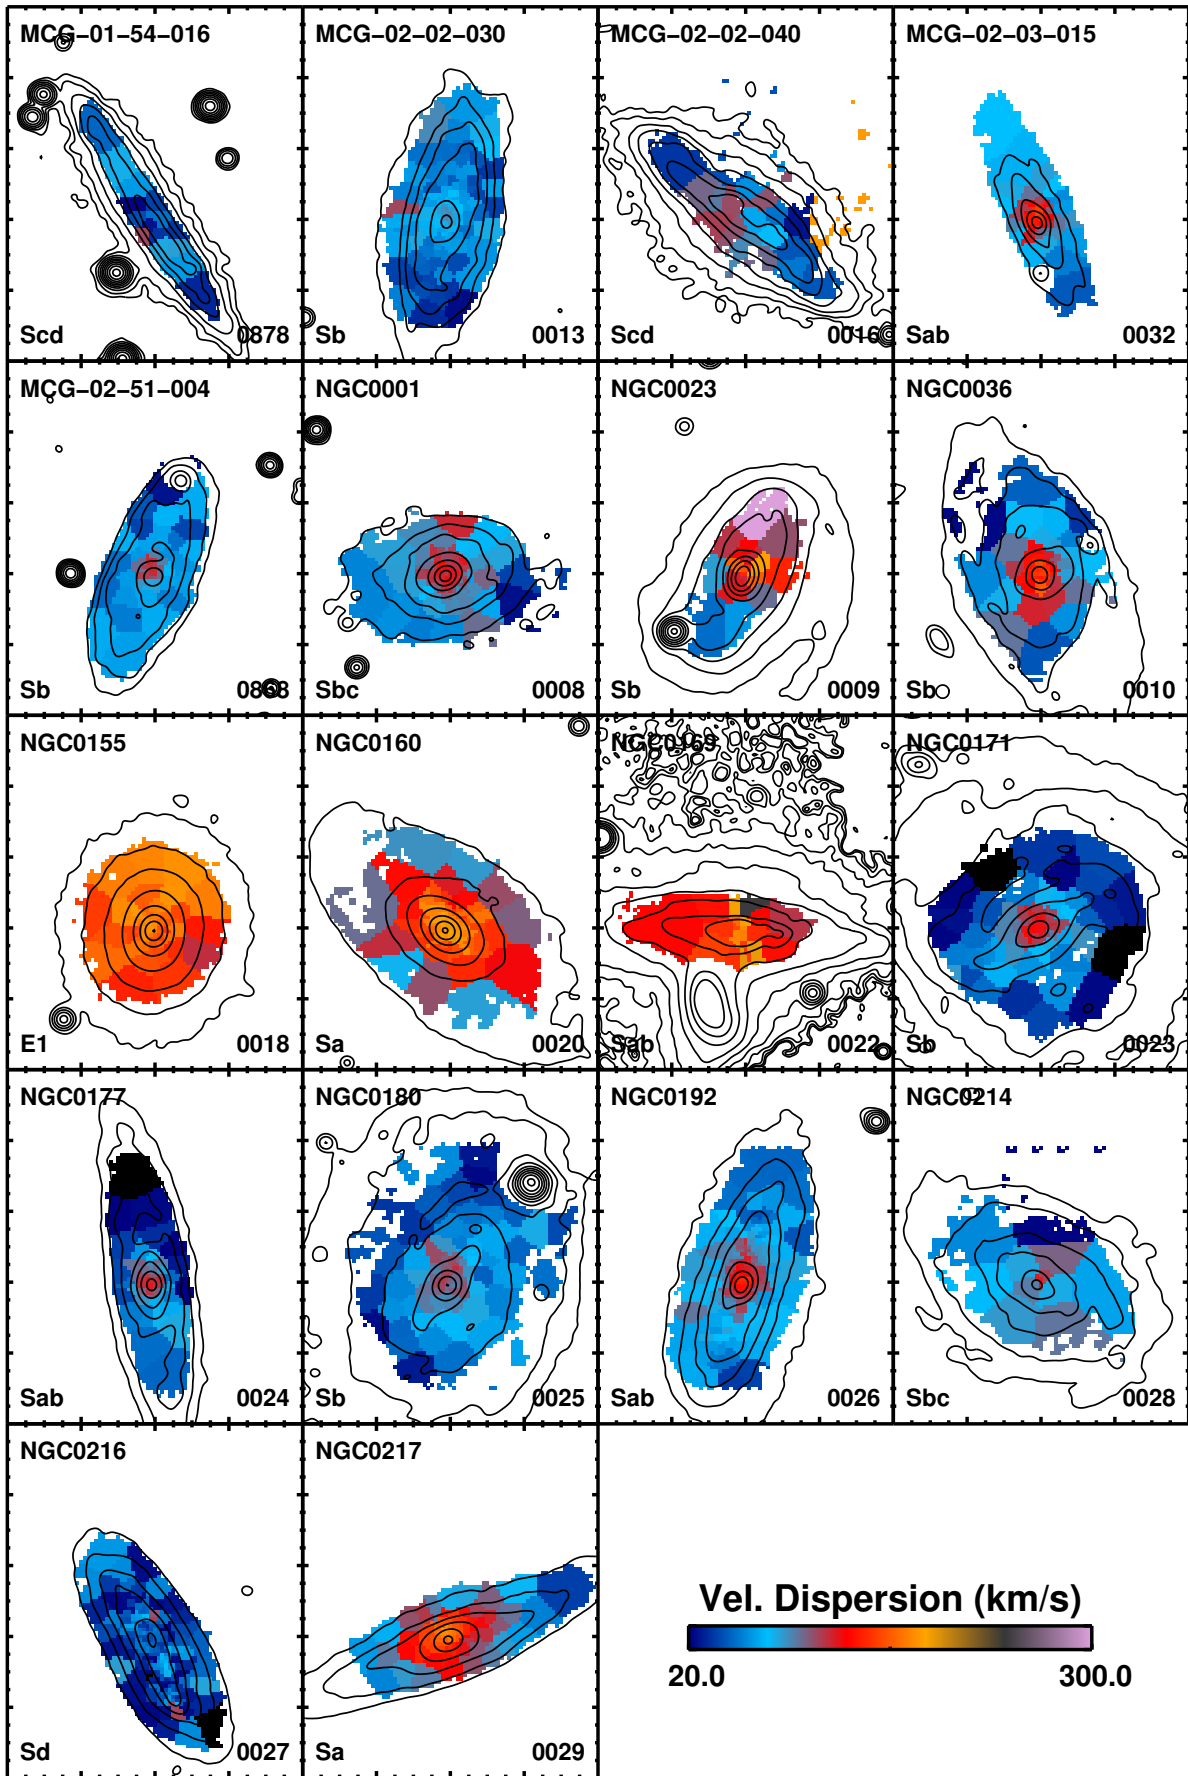 MCG-01-54-016
Scd 0878
MCG-02-02-030
Sb 0013
MCG-02-02-040
Scd 0016
MCG-02-03-015
Sab 0032
MCG-02-51-004
Sb 0868
NGC0001
Sbc 0008
NGC0023
Sb 0009
NGC0036
Sb 0010
NGC0155
E1 0018
NGC0160
Sa 0020
NGC0169
Sab 0022
NGC0171
Sb 0023
NGC0177
Sab 0024
NGC0180
Sb 0025
NGC0192
Sab 0026
NGC0214
Sbc 0028
NGC0216
Sd 0027
NGC0217
Sa 0029
Vel. Dispersion (km/s)
20.0 300.0